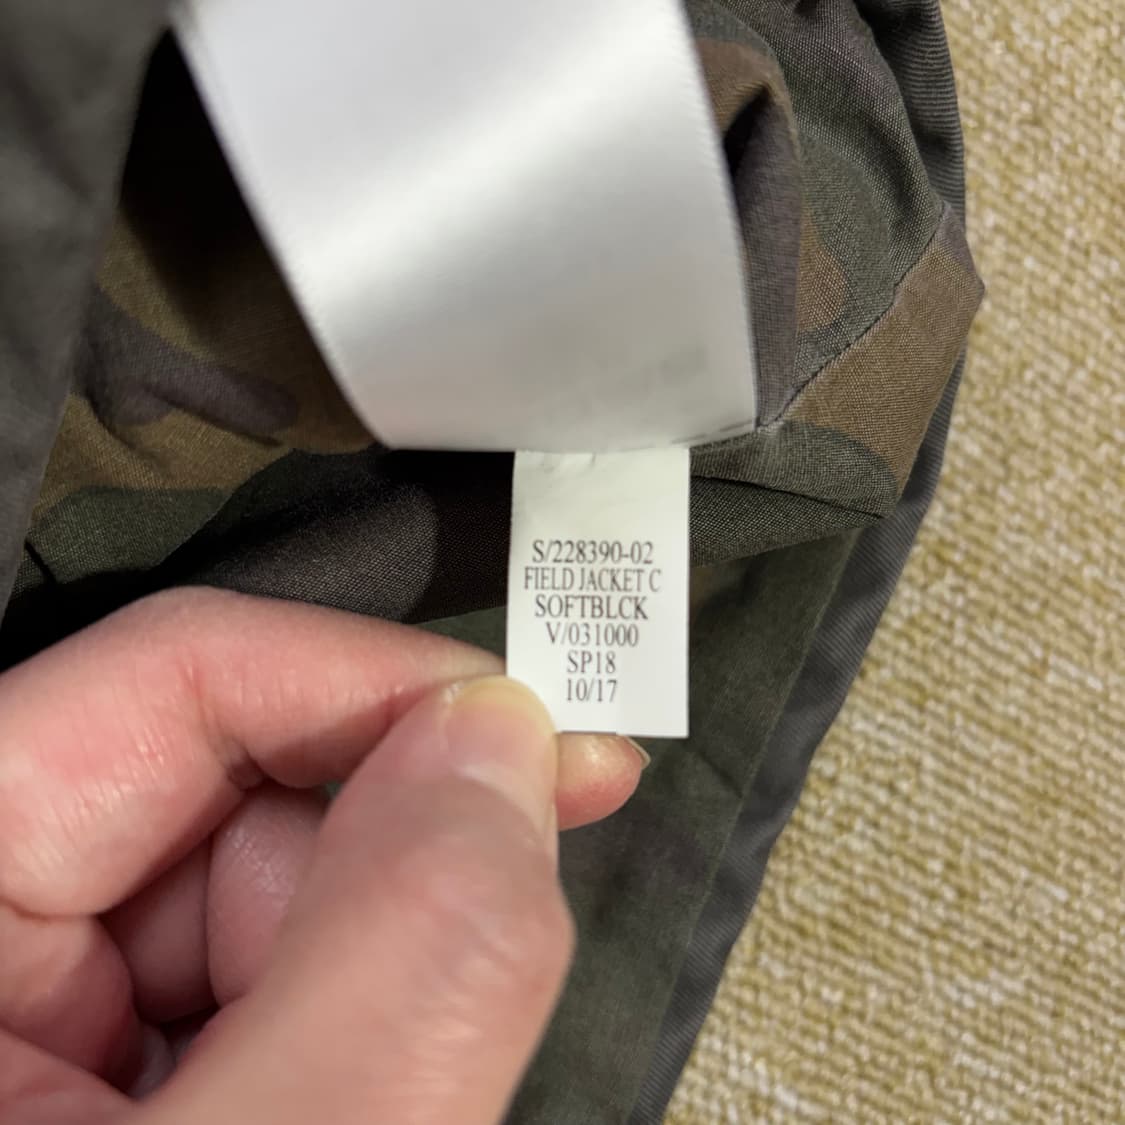 S/228390-02
FIELD JACKET C
SOFTBLCK
V/031000
SP18
10/17